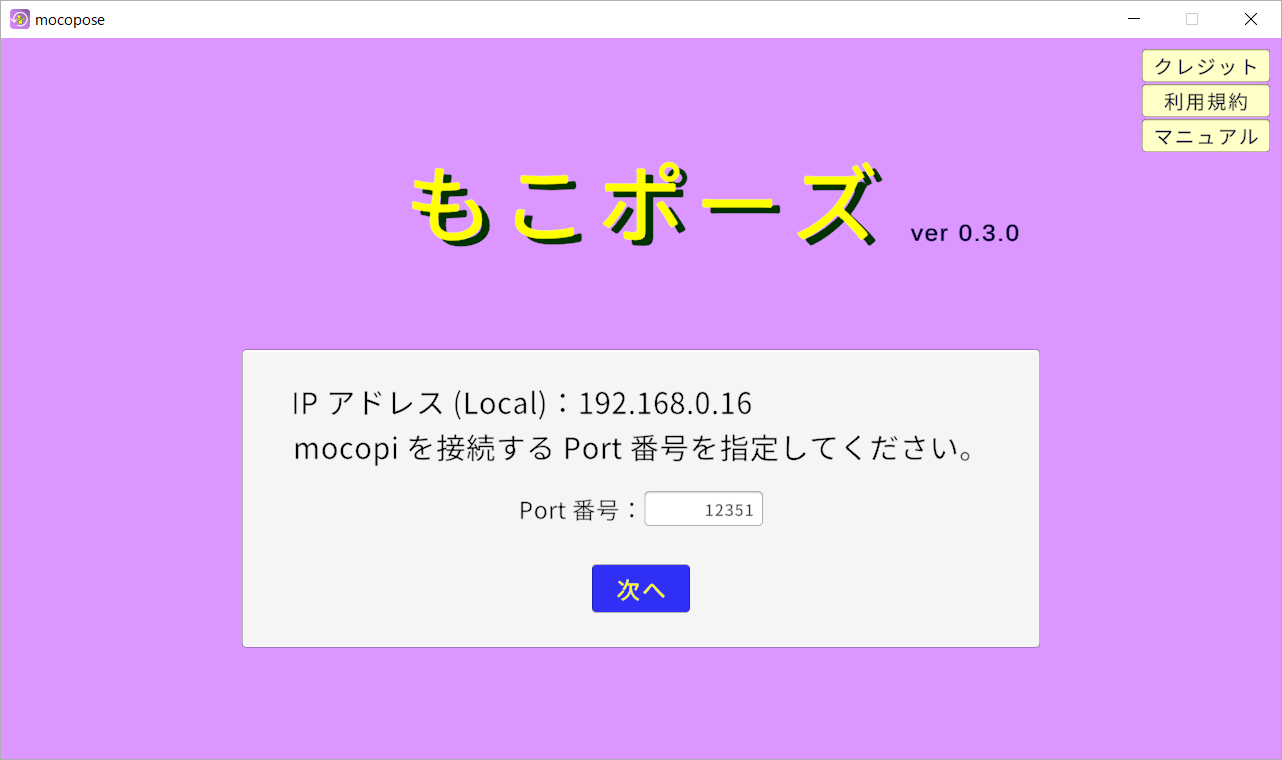 mocopose
クレジット
利用規約
マニュアル
もこポーズ ver 0.3.0
IP アドレス (Local)：192.168.0.16
mocopi を接続する Port 番号を指定してください。
Port 番号： 12351
次へ